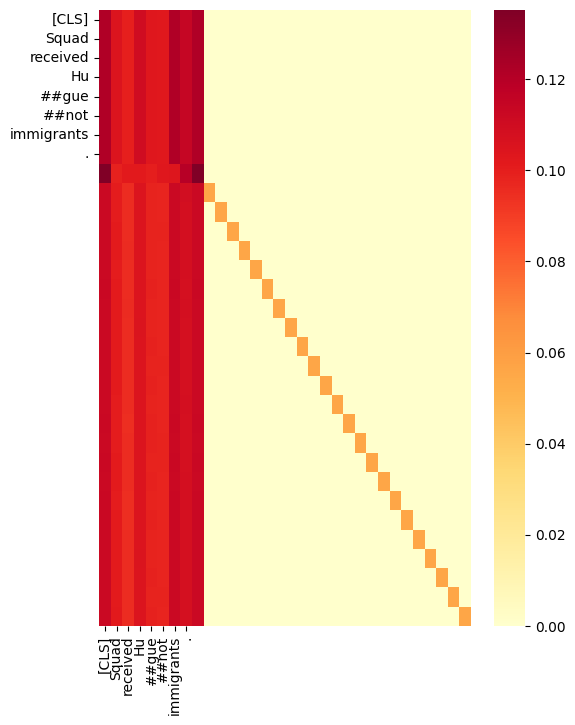 [CLS]
Squad
received
Hu
##gue
##not
immigrants
.
0.12
0.10
0.08
0.06
0.04
0.02
0.00
[CLS]
Squad
received
Hu
##gue
##not
immigrants
.